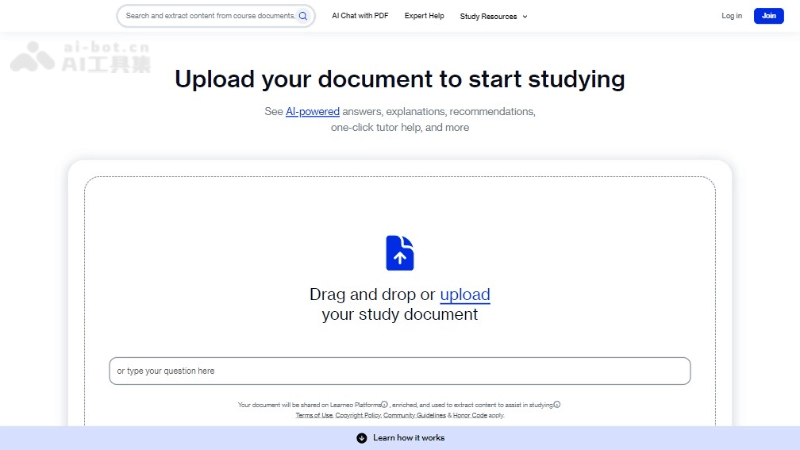 Search and extract content from course documents,
AI Chat with PDF
Expert Help
Study Resources
Log in
Join
ai-bot.cn
AI工具集
Upload your document to start studying
See AI-powered answers, explanations, recommendations,
one-click tutor help, and more
Drag and drop or upload
your study document
or type your question here
Your document will be shared on Learneo Platforms , enriched, and used to extract content to assist in studying
Terms of Use, Copyright Policy, Community Guidelines & Honor Code apply.
Learn how it works